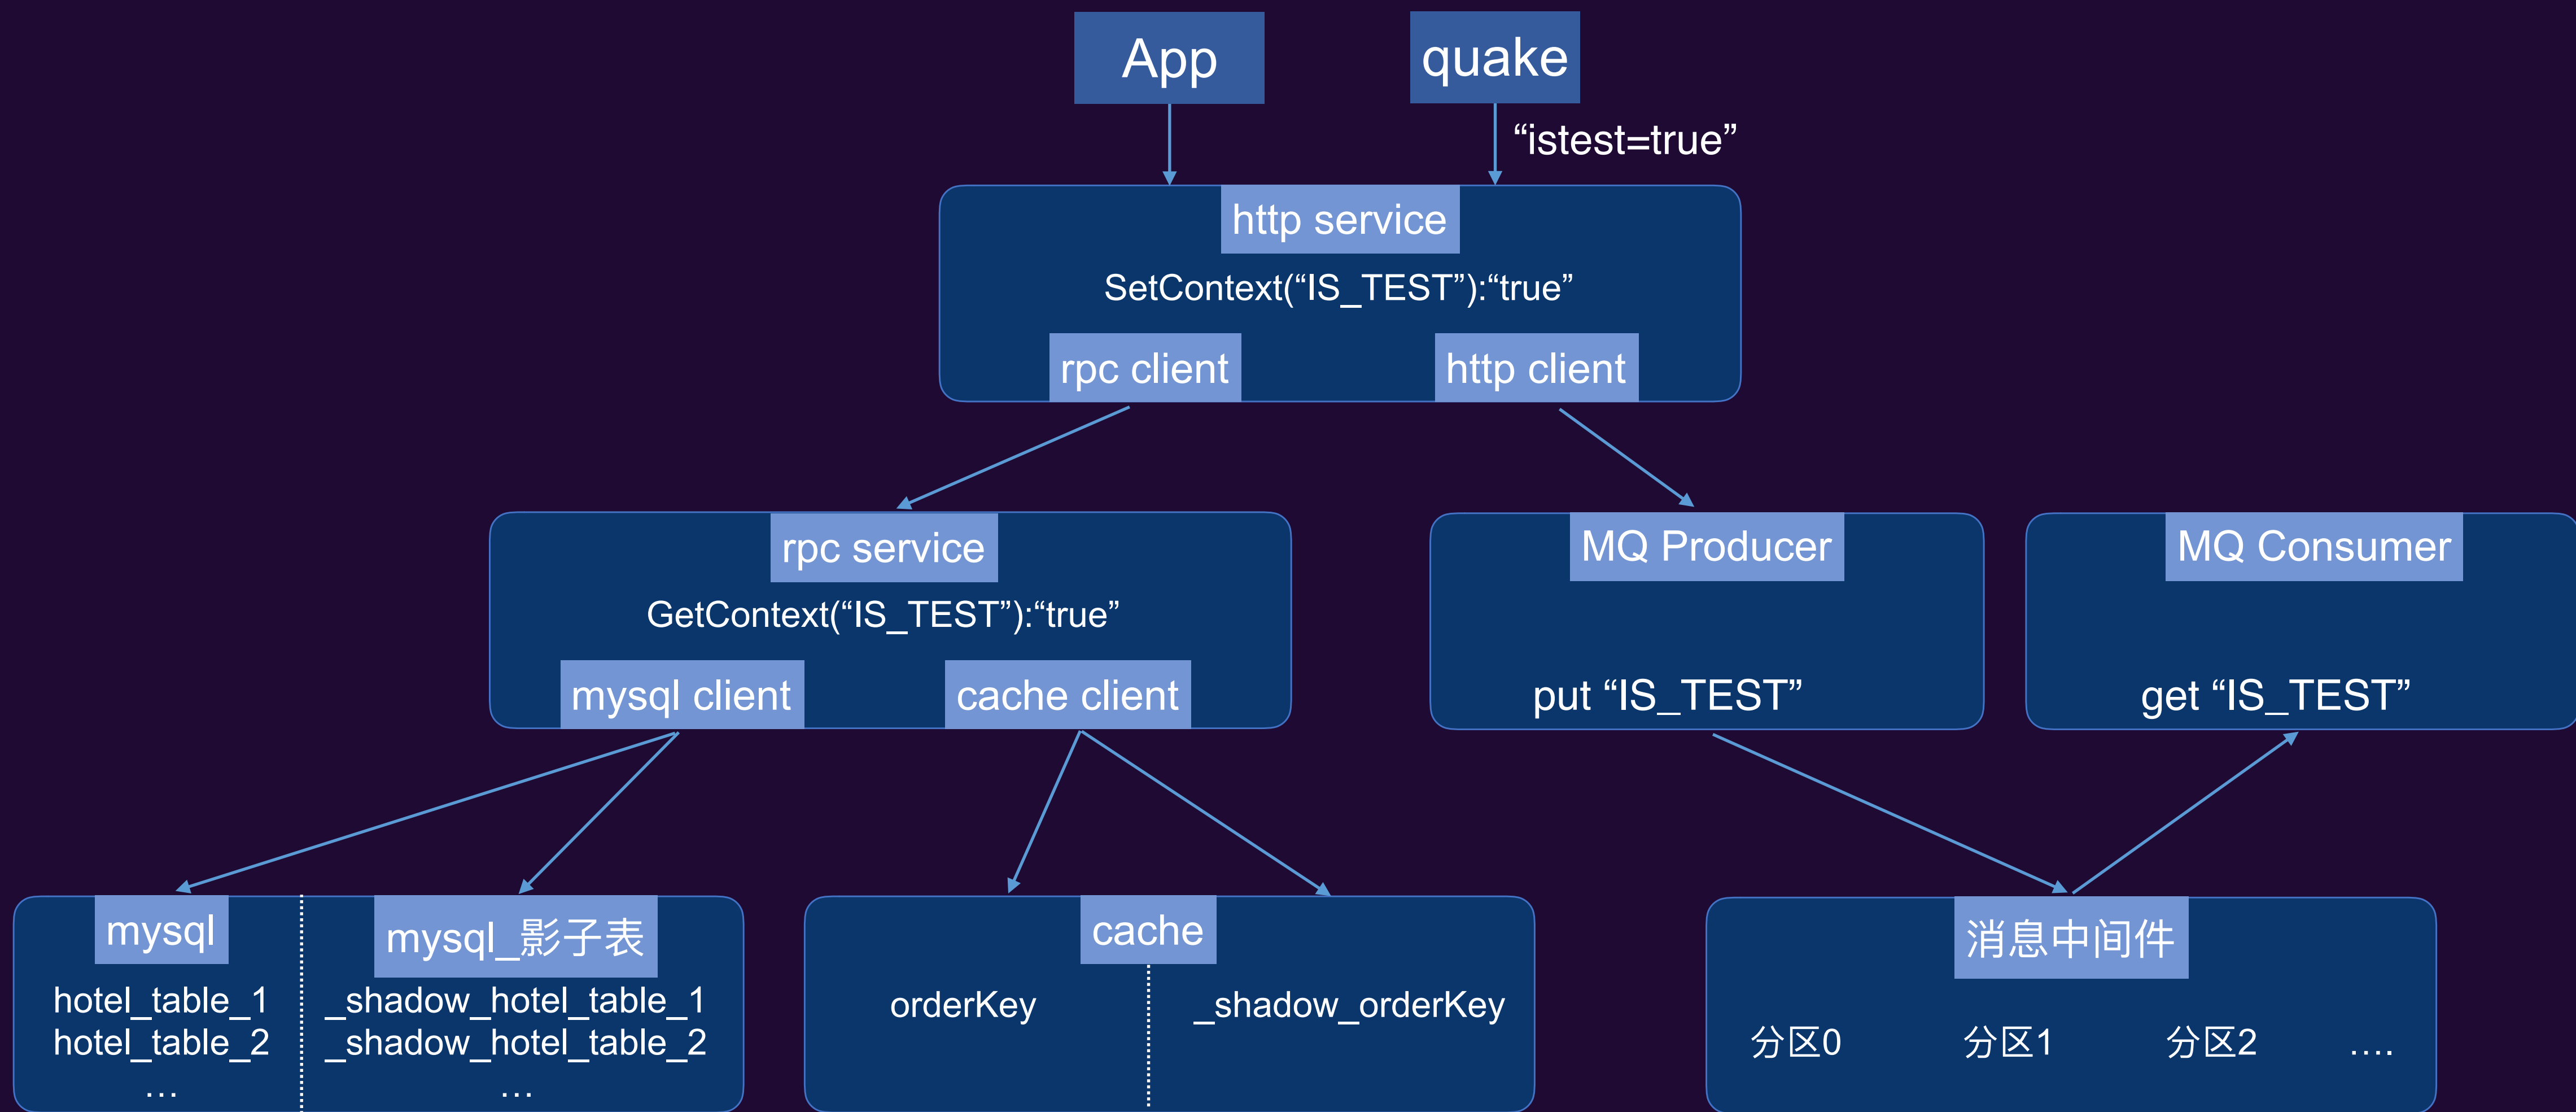 App
quake
“istest=true”
http service
SetContext(“IS_TEST”):“true”
rpc client
http client
rpc service
GetContext(“IS_TEST”):“true”
mysql client
cache client
MQ Producer
put “IS_TEST”
MQ Consumer
get “IS_TEST”
mysql
hotel_table_1
hotel_table_2
…
mysql_影子表
_shadow_hotel_table_1
_shadow_hotel_table_2
…
cache
orderKey
_shadow_orderKey
消息中间件
分区0
分区1
分区2
....